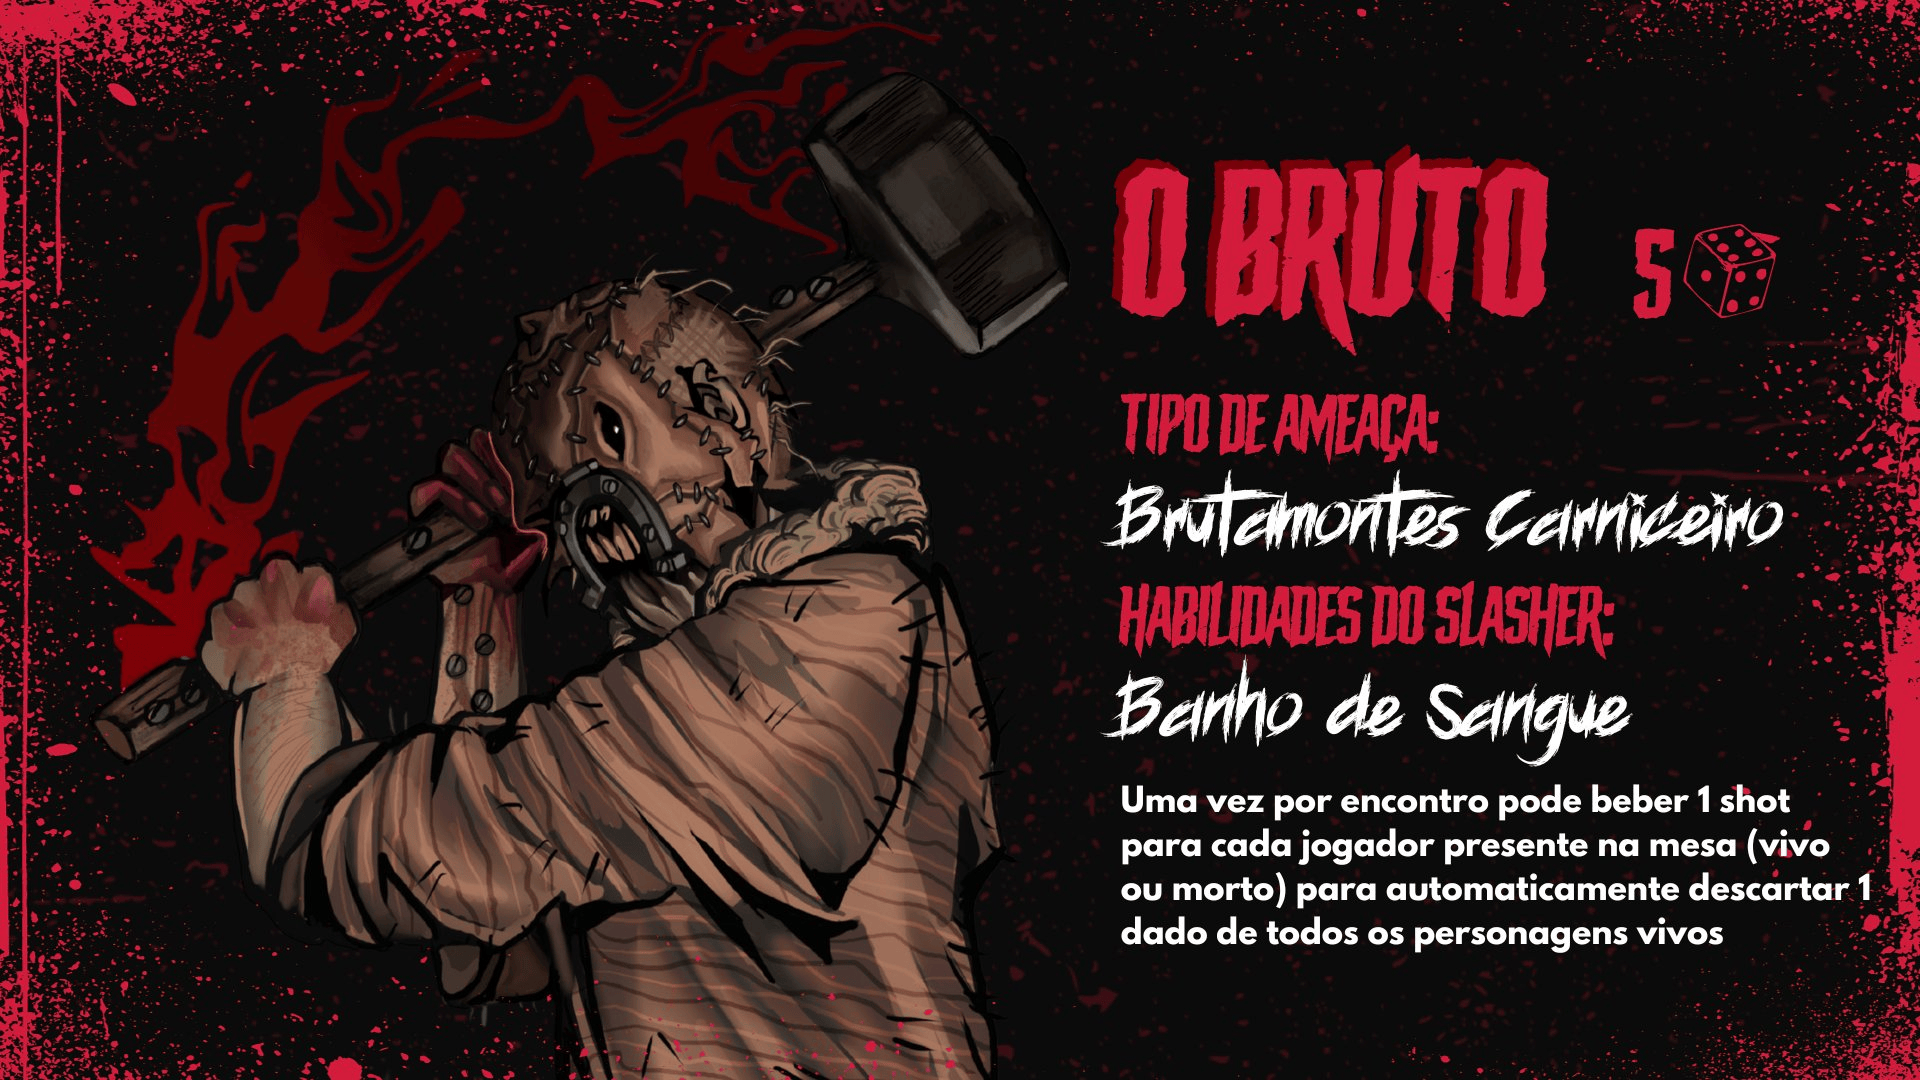 O BRUTO
5
TIPO DE AMEAÇA:
Brutamontes Carniceiro
HABILIDADES DO SLASHER:
Banho de Sangue
Uma vez por encontro pode beber 1 shot
para cada jogador presente na mesa (vivo
ou morto) para automaticamente descartar 1
dado de todos os personagens vivos